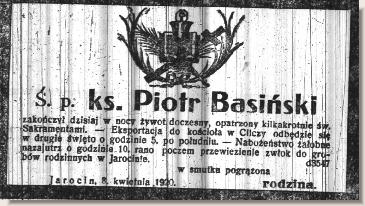 Ś. p. ks. Piotr Basiński
zakończył dzisiaj w nocy żywot doczesny, opatrzony kilkakrotnie św.
Sakramentami. — Eksportacja do kościoła w Cliczy odbędzie się
w drugie święto o godzinie 5, po południu. — Nabożeństwo żałobne
nazajutrz o godzinie 10, rano poczem przewiezienie zwłok do gro-
bów rodzinnych w Jarocinie. d3547
w smutku pogrążona
Jarocin, 3. kwietnia 1920. rodzina.